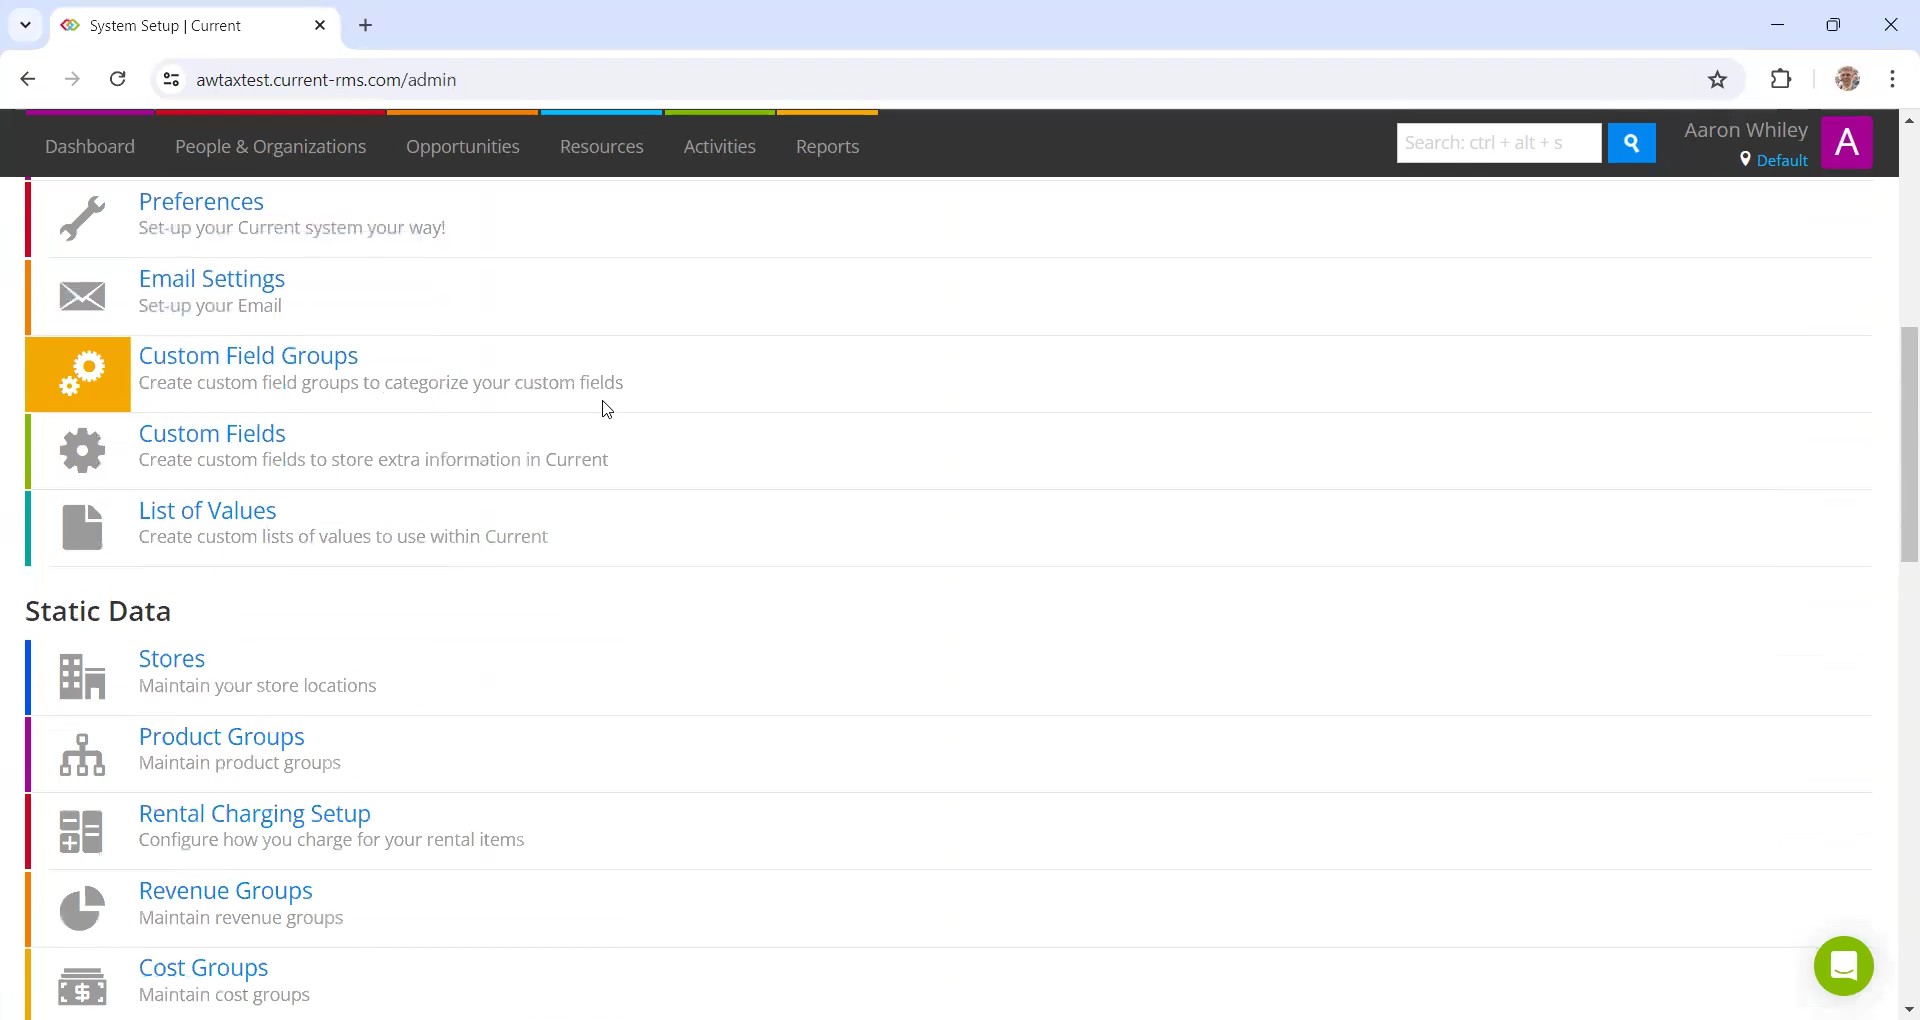 System Setup | Current
awtaxtest.current-rms.com/admin
Dashboard
People & Organizations
Opportunities
Resources
Activities
Reports
Search: ctrl + alt + s
Aaron Whiley
Default
A
Preferences
Set-up your Current system your way!
Email Settings
Set-up your Email
Custom Field Groups
Create custom field groups to categorize your custom fields
Custom Fields
Create custom fields to store extra information in Current
List of Values
Create custom lists of values to use within Current
Static Data
Stores
Maintain your store locations
Product Groups
Maintain product groups
Rental Charging Setup
Configure how you charge for your rental items
Revenue Groups
Maintain revenue groups
Cost Groups
Maintain cost groups